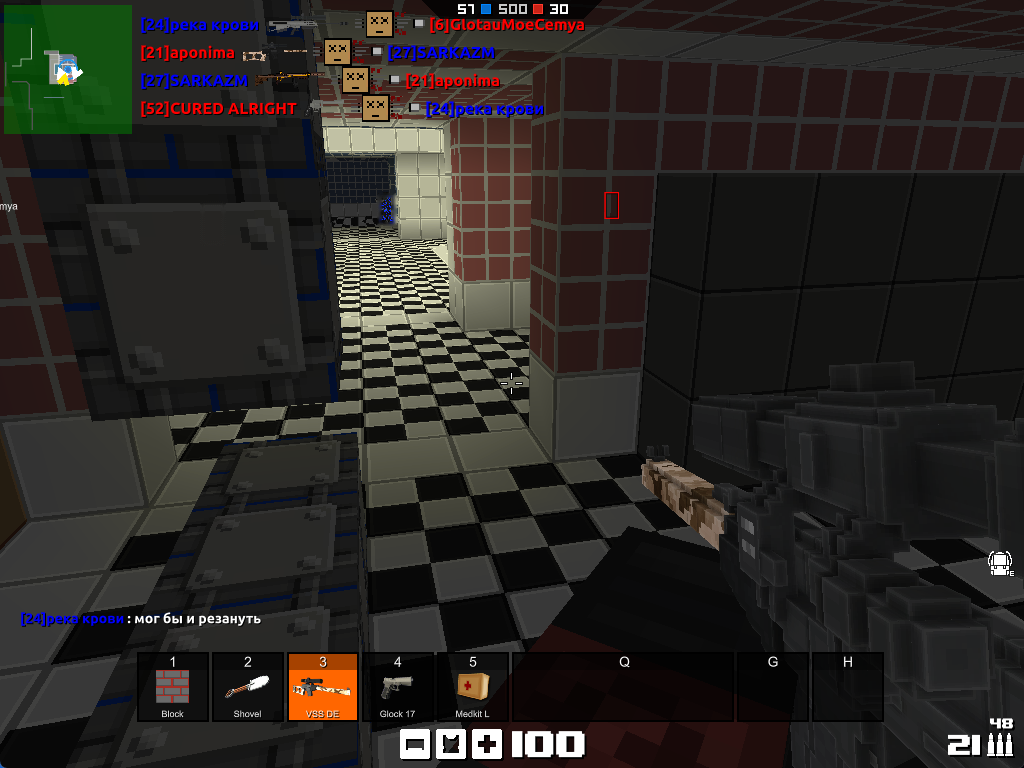 57 500 30
[24]река крови [6]GlotauMoeCemya
[21]aponima [27]SARKAZM
[27]SARKAZM [21]aponima
[52]CURED ALRIGHT [24]река крови
mya
[24]река крови : мог бы и резануть
1 2 3 4 5 Q G H
Block Shovel VSS DE Glock 17 Medkit L
E
48
100 21